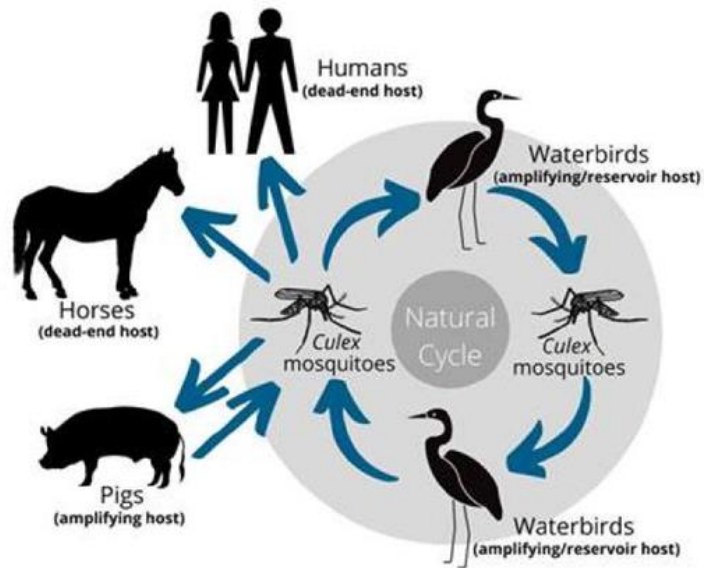 Humans
(dead-end host)
Waterbirds
(amplifying/reservoir host)
Horses
(dead-end host)
Culex
mosquitoes
Natural
Cycle
Culex
mosquitoes
Pigs
(amplifying host)
Waterbirds
(amplifying/reservoir host)